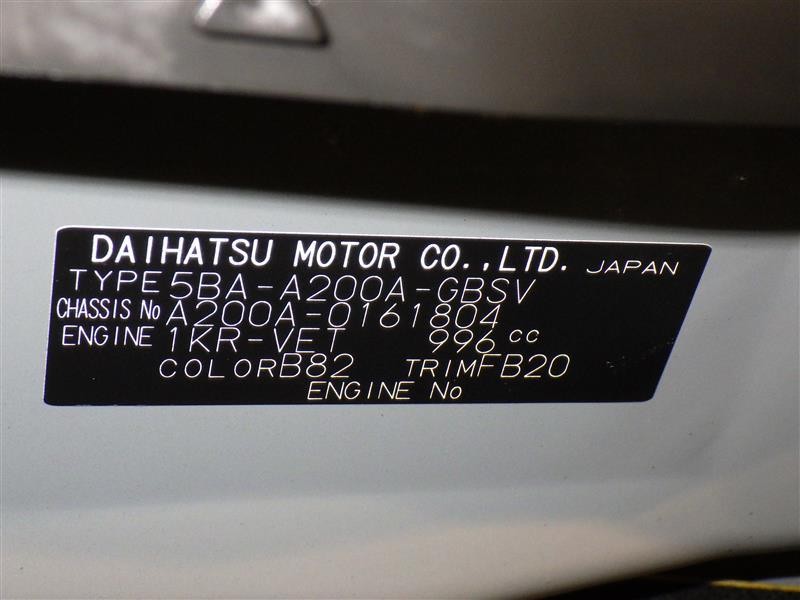 DAIHATSU MOTOR CO.,LTD. JAPAN
TYPE 5BA-A200A-GBSV
CHASSIS No A200A-0161804
ENGINE 1KR-VET 996 cc
COLOR B82 TRIM FB20
ENGINE No